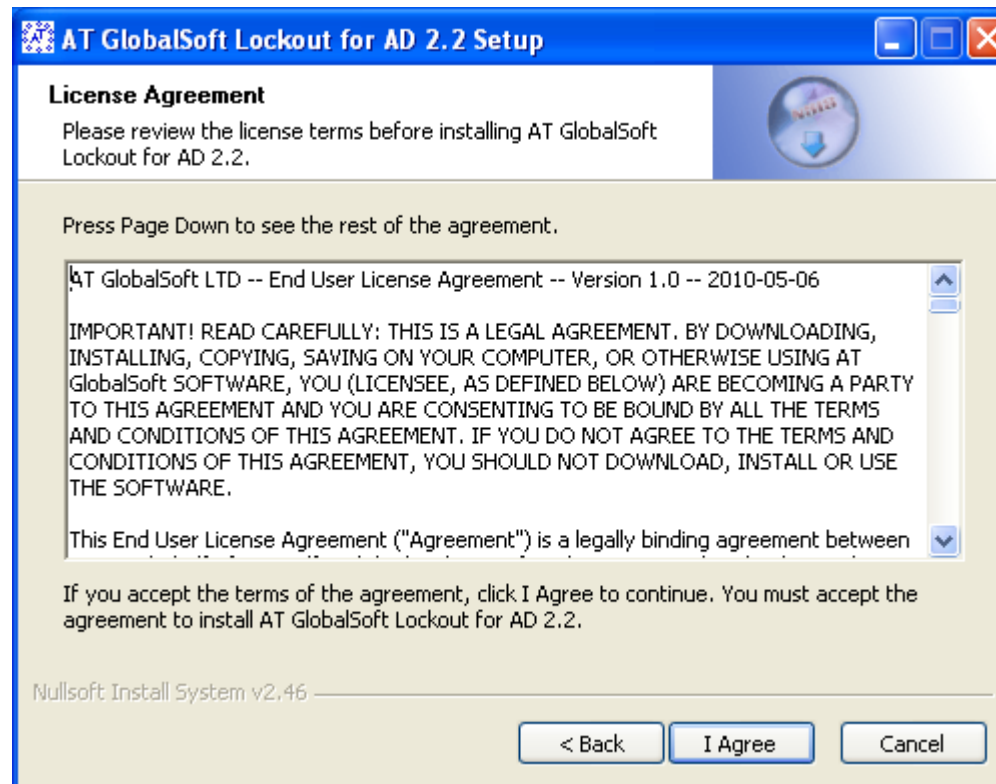 AT GlobalSoft Lockout for AD 2.2 Setup
License Agreement
Please review the license terms before installing AT GlobalSoft
Lockout for AD 2.2.
Press Page Down to see the rest of the agreement.
AT GlobalSoft LTD -- End User License Agreement -- Version 1.0 -- 2010-05-06
IMPORTANT! READ CAREFULLY: THIS IS A LEGAL AGREEMENT. BY DOWNLOADING,
INSTALLING, COPYING, SAVING ON YOUR COMPUTER, OR OTHERWISE USING AT
GlobalSoft SOFTWARE, YOU (LICENSEE, AS DEFINED BELOW) ARE BECOMING A PARTY
TO THIS AGREEMENT AND YOU ARE CONSENTING TO BE BOUND BY ALL THE TERMS
AND CONDITIONS OF THIS AGREEMENT. IF YOU DO NOT AGREE TO THE TERMS AND
CONDITIONS OF THIS AGREEMENT, YOU SHOULD NOT DOWNLOAD, INSTALL OR USE
THE SOFTWARE.
This End User License Agreement ("Agreement") is a legally binding agreement between
If you accept the terms of the agreement, click I Agree to continue. You must accept the
agreement to install AT GlobalSoft Lockout for AD 2.2.
Nullsoft Install System v2.46
< Back
I Agree
Cancel